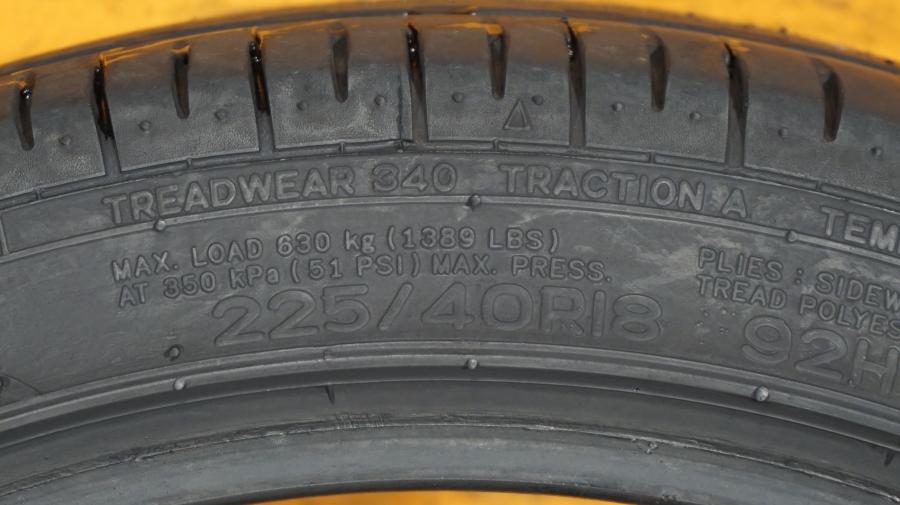 TREADWEAR 340 TRACTION A TEM
MAX. LOAD 630 kg (1389 LBS)
AT 350 kPa (51 PSI) MAX. PRESS.
225/40R18
PLIES : SIDEW
TREAD POLYES
92H